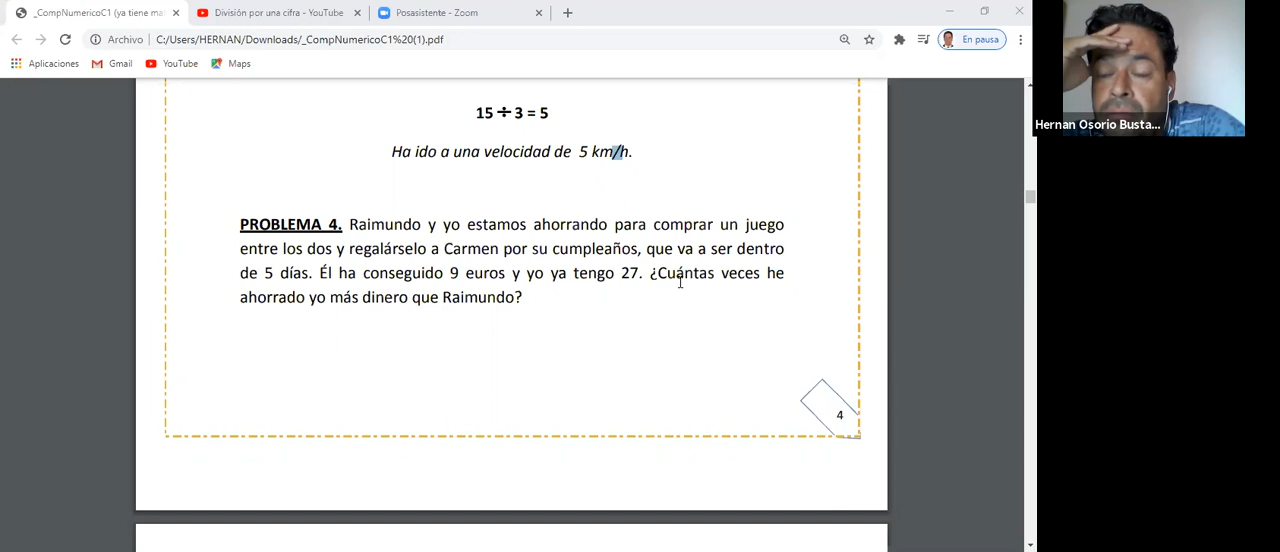 _CompNumericoC1 (ya tiene mat
División por una cifra - YouTube
Posasistente - Zoom
Archivo
C:/Users/HERNAN/Downloads/_CompNumericoC1%20(1).pdf
En pausa
Aplicaciones
Gmail
YouTube
Maps
Hernan Osorio Busta...
15 ÷ 3 = 5
Ha ido a una velocidad de 5 km/h.
PROBLEMA 4. Raimundo y yo estamos ahorrando para comprar un juego
entre los dos y regalárselo a Carmen por su cumpleaños, que va a ser dentro
de 5 días. Él ha conseguido 9 euros y yo ya tengo 27. ¿Cuántas veces he
ahorrado yo más dinero que Raimundo?
4